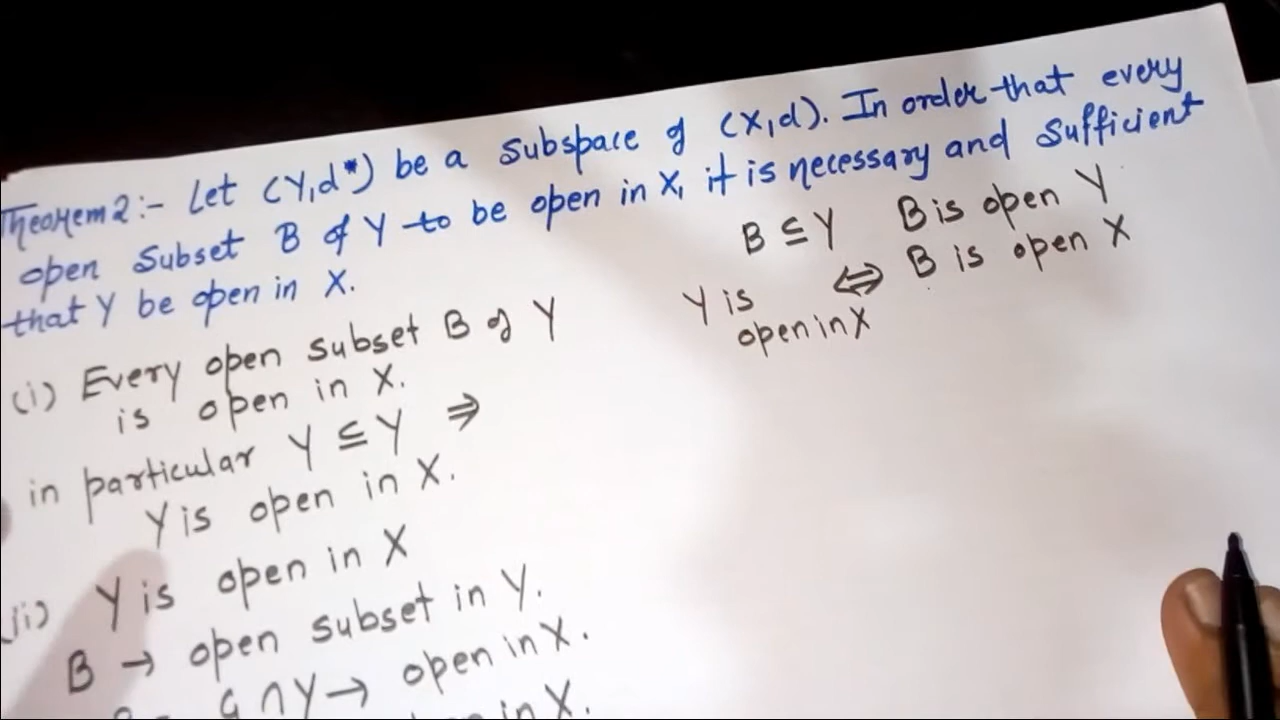 Theorem 2:- Let (Y,d*) be a subspace of (X,d). In order that every
open subset B of Y to be open in X, it is necessary and sufficient
that Y be open in X.
B ⊆ Y B is open Y
Y is ⇔ B is open X
open in X
(i) Every open subset B of Y
is open in X.
in particular Y ⊆ Y ⇒
Y is open in X.
(ii) Y is open in X
B → open subset in Y.
G ∩ Y → open in X.
in X.